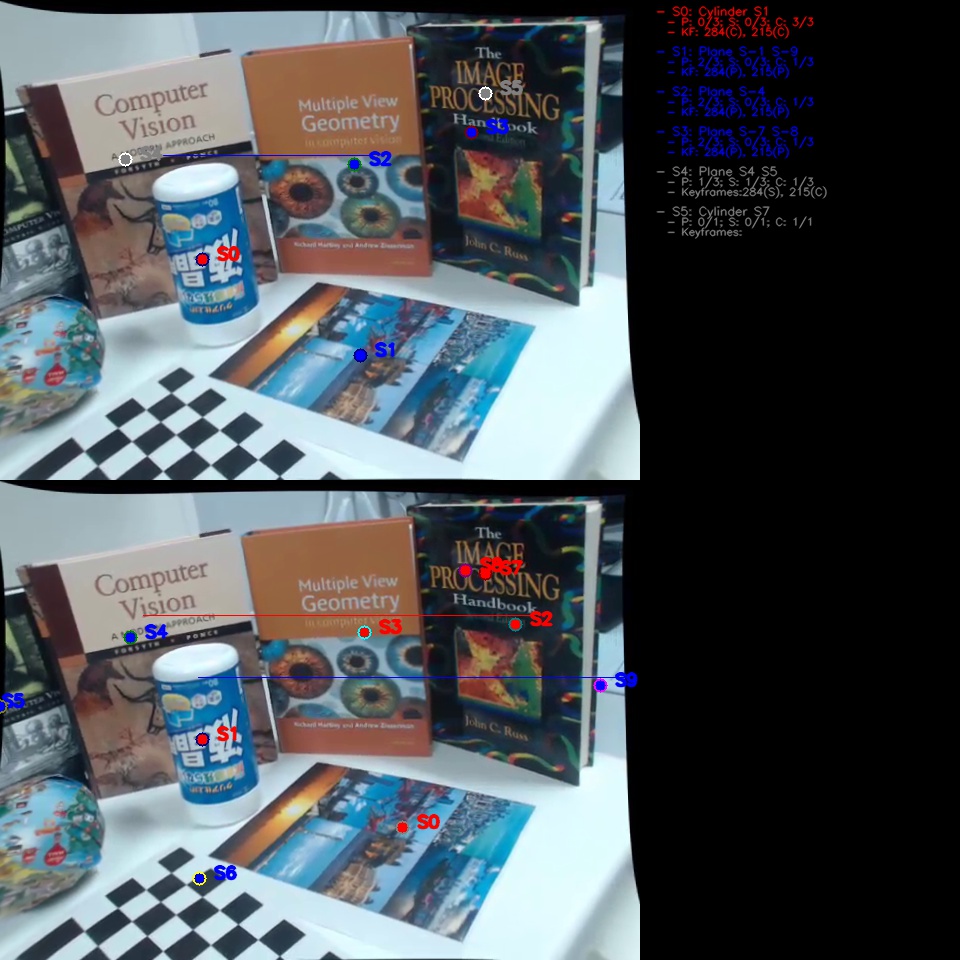 - S0: Cylinder S1
- P: 0/3; S: 0/3; C: 3/3
- KF: 284(C), 215(C)
- S1: Plane S-1 S-9
- P: 2/3; S: 0/3; C: 1/3
- KF: 284(P), 215(P)
- S2: Plane S-4
- P: 2/3; S: 0/3; C: 1/3
- KF: 284(P), 215(P)
- S3: Plane S-7 S-8
- P: 2/3; S: 0/3; C: 1/3
- KF: 284(P), 215(P)
- S4: Plane S4 S5
- P: 1/3; S: 1/3; C: 1/3
- Keyframes:284(S), 215(C)
- S5: Cylinder S7
- P: 0/1; S: 0/1; C: 1/1
- Keyframes:
Computer
Vision
A MODERN APPROACH
FORSYTH • PONCE
Multiple View
Geometry
in computer vision
Richard Hartley and Andrew Zisserman
The
IMAGE
PROCESSING
Handbook
Edition
John C. Russ
S5
S3
S2
S0
S1
Computer
Vision
FORSYTH • PONCE
Multiple View
Geometry
Richard Hartley and Andrew Zisserman
The
IMAGE
PROCESSING
Handbook
John C. Russ
S7
S2
S3
S4
S9
S5
S1
S0
S6